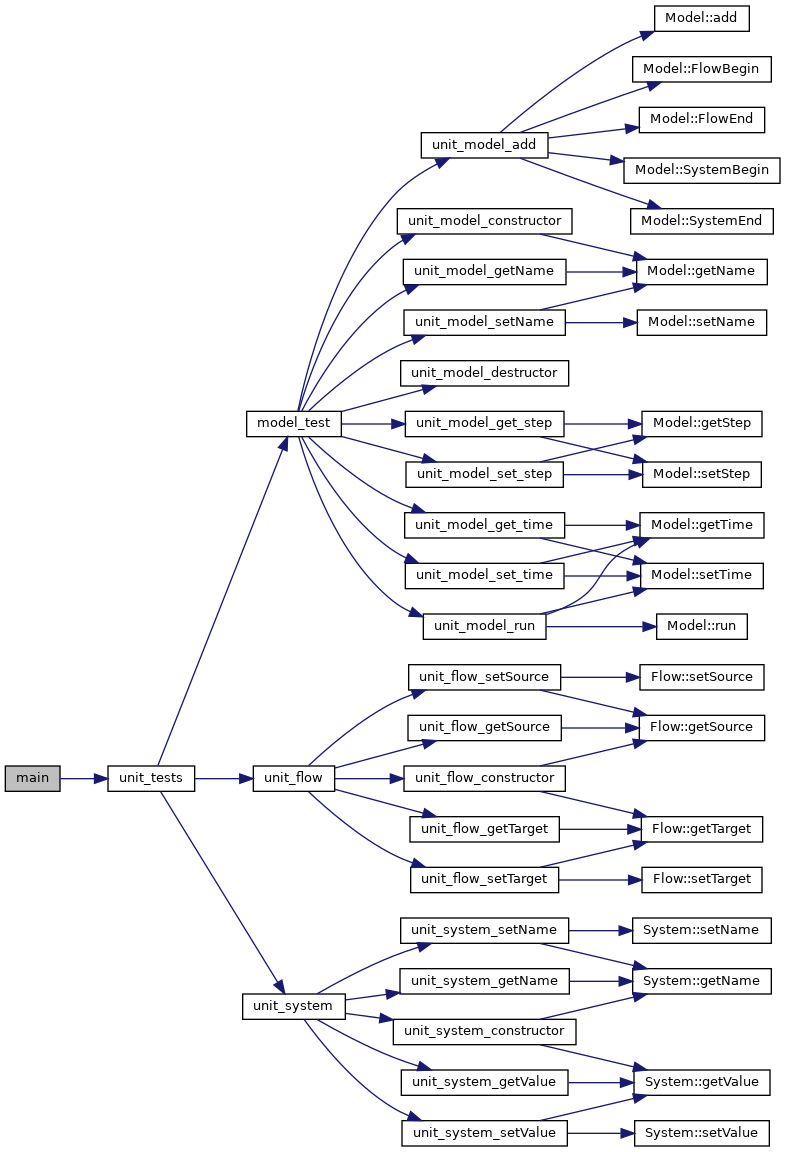 Model::add
Model::FlowBegin
Model::FlowEnd
unit_model_add
Model::SystemBegin
unit_model_constructor
Model::SystemEnd
unit_model_getName
Model::getName
unit_model_setName
Model::setName
unit_model_destructor
model_test
unit_model_get_step
Model::getStep
unit_model_set_step
Model::setStep
unit_model_get_time
Model::getTime
unit_model_set_time
Model::setTime
unit_model_run
Model::run
unit_flow_setSource
Flow::setSource
unit_flow_getSource
Flow::getSource
main
unit_tests
unit_flow
unit_flow_constructor
unit_flow_getTarget
Flow::getTarget
unit_flow_setTarget
Flow::setTarget
unit_system_setName
System::setName
unit_system_getName
System::getName
unit_system
unit_system_constructor
unit_system_getValue
System::getValue
unit_system_setValue
System::setValue